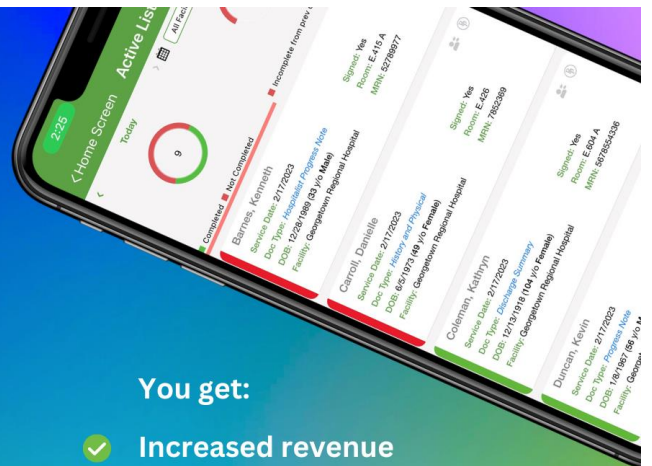 2:25
Home Screen
Active List
All Facil
Today
9
Completed
Not Completed
Incomplete from prev d
Barnes, Kenneth
Service Date: 2/17/2023
Doc Type: Hospitalist Progress Note
DOB: 12/28/1989 (33 y/o Male)
Facility: Georgetown Regional Hospital
Signed: Yes
Room: E.415 A
MRN: 52789977
Carroll, Danielle
Service Date: 2/17/2023
Doc Type: History and Physical
DOB: 6/5/1973 (49 y/o Female)
Facility: Georgetown Regional Hospital
Signed: Yes
Room: E.426
MRN: 7852369
Coleman, Kathryn
Service Date: 2/17/2023
Doc Type: Discharge Summary
DOB: 12/13/1918 (104 y/o Female)
Facility: Georgetown Regional Hospital
Signed: Yes
Room: E.604 A
MRN: 5678554336
Duncan, Kevin
Service Date: 2/17/2023
Doc Type: Progress Note
DOB: 1/8/1967 (56 y/o M
Facility: Georget
You get:
Increased revenue